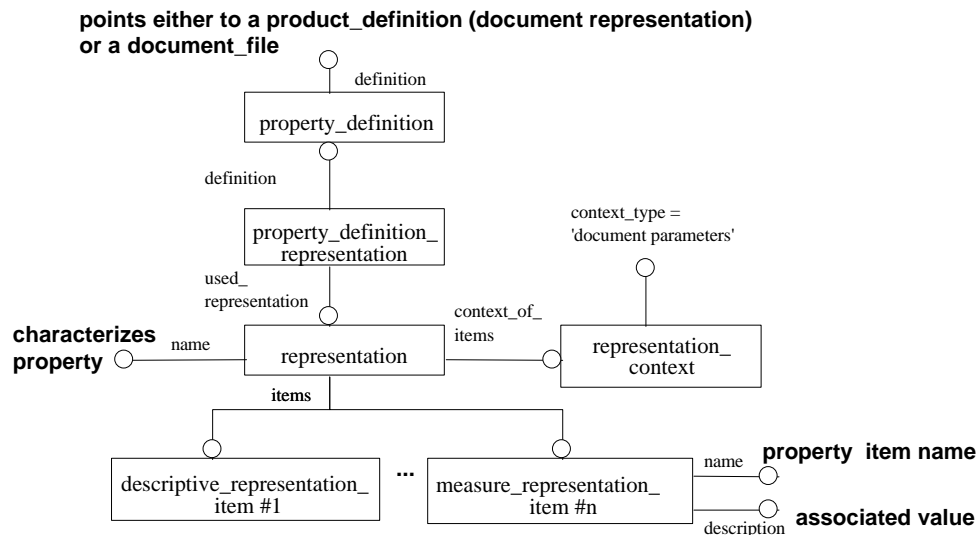 points either to a product_definition (document representation)
or a document_file
definition
property_definition
definition
property_definition_
representation
context_type =
'document parameters'
used_
representation
context_of_
items
characterizes
property
name
representation
representation_
context
items
descriptive_representation_
item #1
...
measure_representation_
item #n
name
property item name
description
associated value